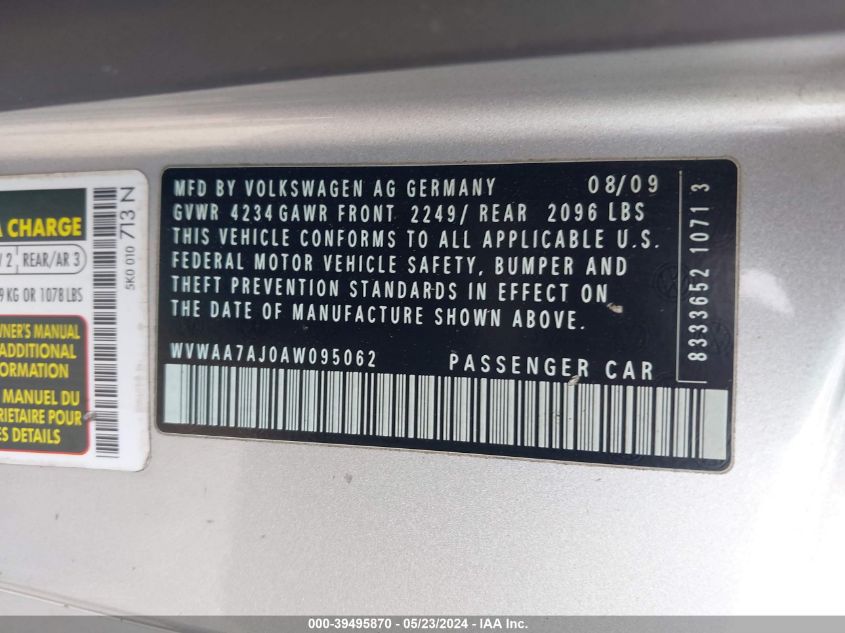 A CHARGE
2 REAR/AR 3
9 KG OR 1078 LBS
OWNER'S MANUAL
ADDITIONAL
FORMATION
MANUEL DU
RIETAIRE POUR
ES DETAILS
5K0 010 713 N
MFD BY VOLKSWAGEN AG GERMANY 08/09
GVWR 4234 GAWR FRONT 2249/ REAR 2096 LBS
THIS VEHICLE CONFORMS TO ALL APPLICABLE U.S.
FEDERAL MOTOR VEHICLE SAFETY, BUMPER AND
THEFT PREVENTION STANDARDS IN EFFECT ON
THE DATE OF MANUFACTURE SHOWN ABOVE.
WVWAA7AJ0AW095062 PASSENGER CAR
8333652 1071 3
000-39495870 - 05/23/2024 - IAA Inc.